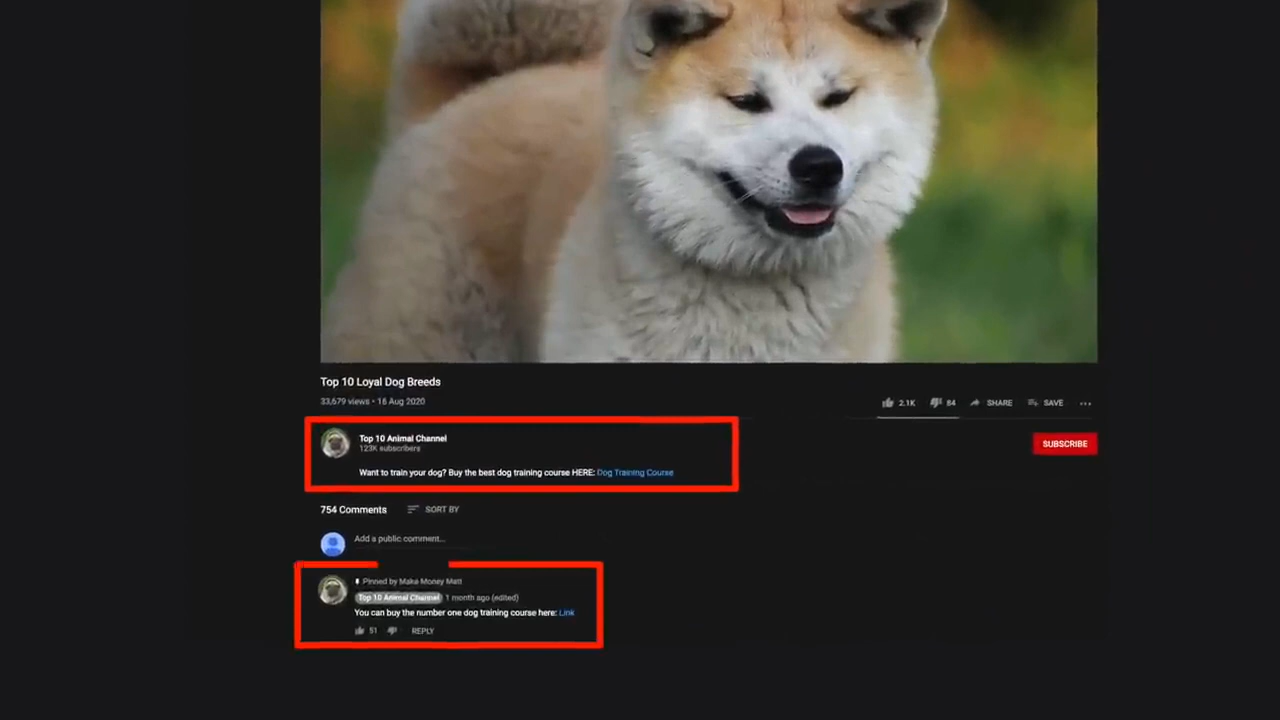 Top 10 Loyal Dog Breeds
33,679 views • 16 Aug 2020
2.1K 84 SHARE SAVE ...
Top 10 Animal Channel
123K subscribers
SUBSCRIBE
Want to train your dog? Buy the best dog training course HERE: Dog Training Course
754 Comments SORT BY
Add a public comment...
Pinned by Make Money Matt
Top 10 Animal Channel 1 month ago (edited)
You can buy the number one dog training course here: Link
51 REPLY